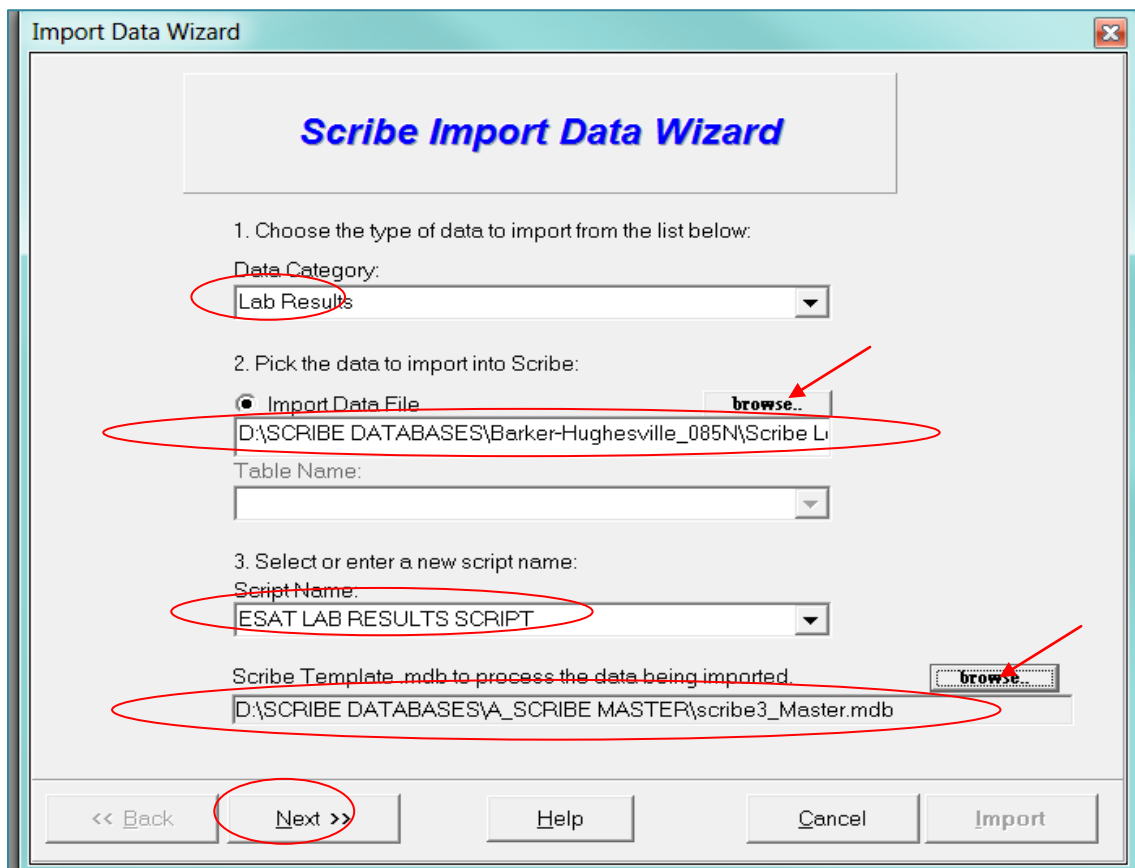 Import Data Wizard
Scribe Import Data Wizard
1. Choose the type of data to import from the list below:
Data Category:
Lab Results
2. Pick the data to import into Scribe:
Import Data File
browse..
D:\SCRIBE DATABASES\Barker-Hughesville_085N\Scribe
Table Name:
3. Select or enter a new script name:
Script Name:
ESAT LAB RESULTS SCRIPT
Scribe Template .mdb to process the data being imported.
browse..
D:\SCRIBE DATABASES\A_SCRIBE MASTER\scribe3_Master.mdb
<< Back
Next >>
Help
Cancel
Import